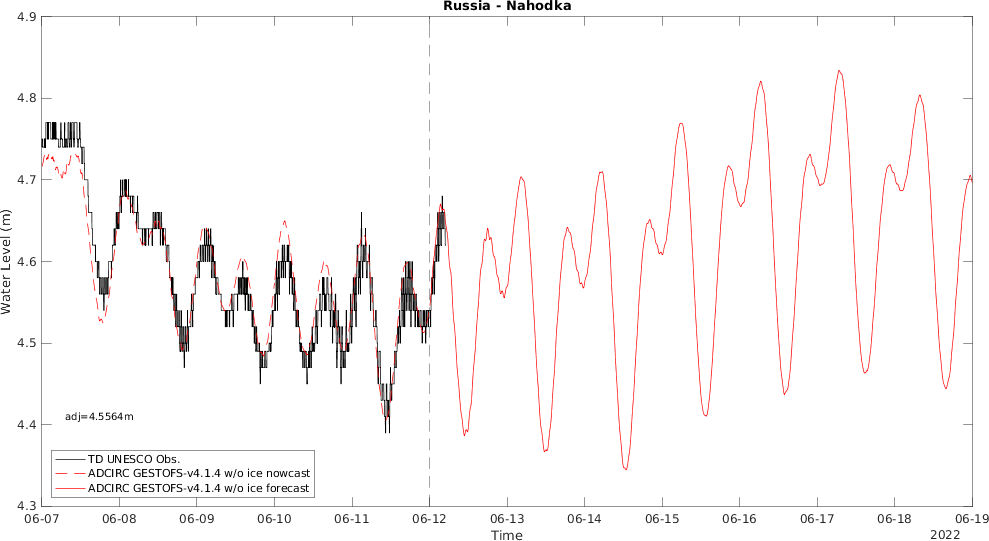 Russia - Nahodka
4.9
4.8
4.7
4.6
4.5
4.4
4.3
Water Level (m)
adj=4.5564m
TD UNESCO Obs.
ADCIRC GESTOFS-v4.1.4 w/o ice nowcast
ADCIRC GESTOFS-v4.1.4 w/o ice forecast
06-07 06-08 06-09 06-10 06-11 06-12 06-13 06-14 06-15 06-16 06-17 06-18 06-19
Time
2022